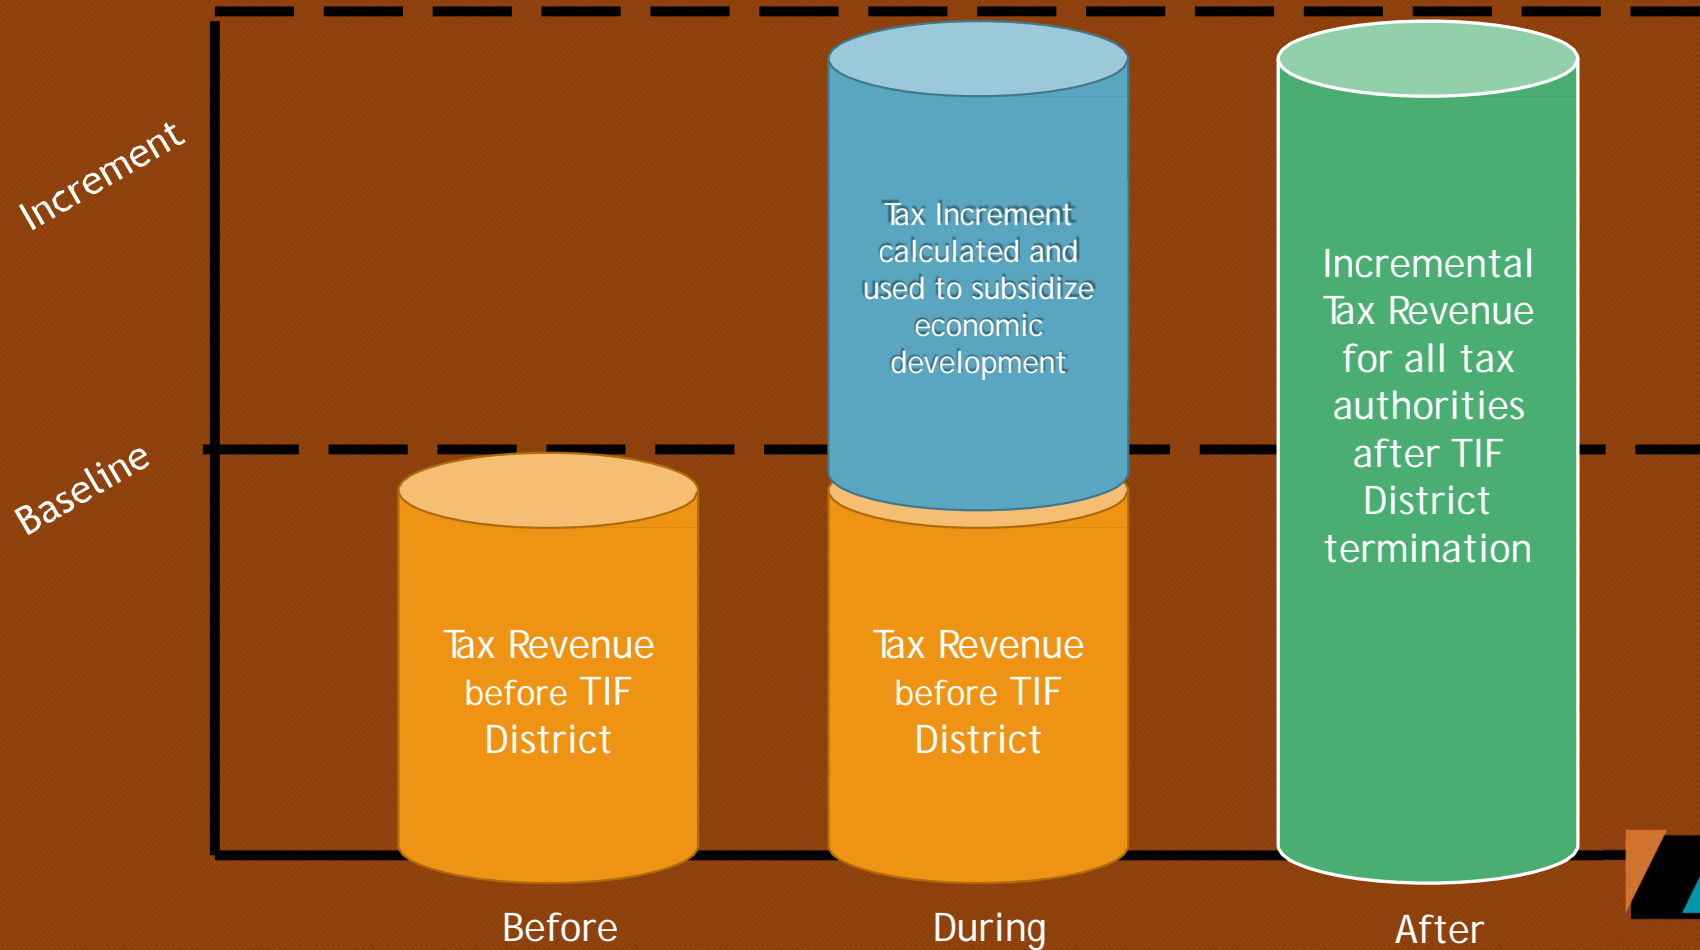 Increment
Baseline
Tax Revenue
before TIF
District
Tax Increment
calculated and
used to subsidize
economic
development
Tax Revenue
before TIF
District
Incremental
Tax Revenue
for all tax
authorities
after TIF
District
termination
Before
During
After